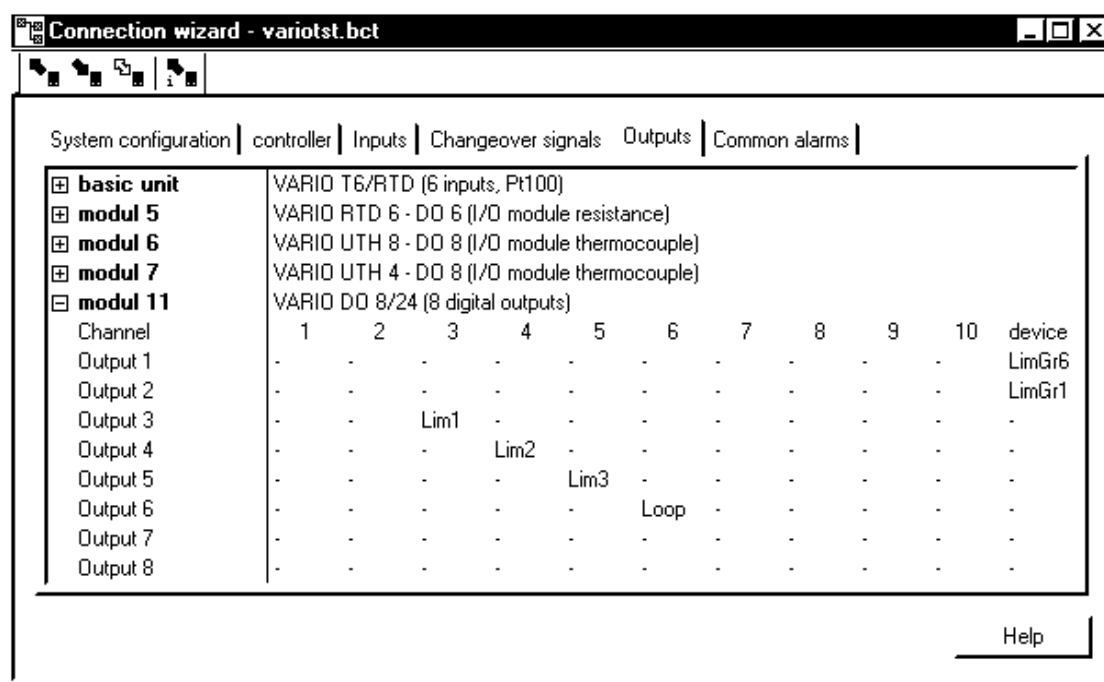 Connection wizard - variotst.bct
i
System configuration controller Inputs Changeover signals Outputs Common alarms
basic unit VARIO T6/RTD (6 inputs, Pt100)
modul 5 VARIO RTD 6 - DO 6 (I/O module resistance)
modul 6 VARIO UTH 8 - DO 8 (I/O module thermocouple)
modul 7 VARIO UTH 4 - DO 8 (I/O module thermocouple)
modul 11 VARIO DO 8/24 (8 digital outputs)
Channel 1 2 3 4 5 6 7 8 9 10 device
Output 1 - - - - - - - - - - LimGr6
Output 2 - - - - - - - - - - LimGr1
Output 3 - - Lim1 - - - - - - - -
Output 4 - - - Lim2 - - - - - - -
Output 5 - - - - Lim3 - - - - - -
Output 6 - - - - - Loop - - - - -
Output 7 - - - - - - - - - - -
Output 8 - - - - - - - - - - -
Help